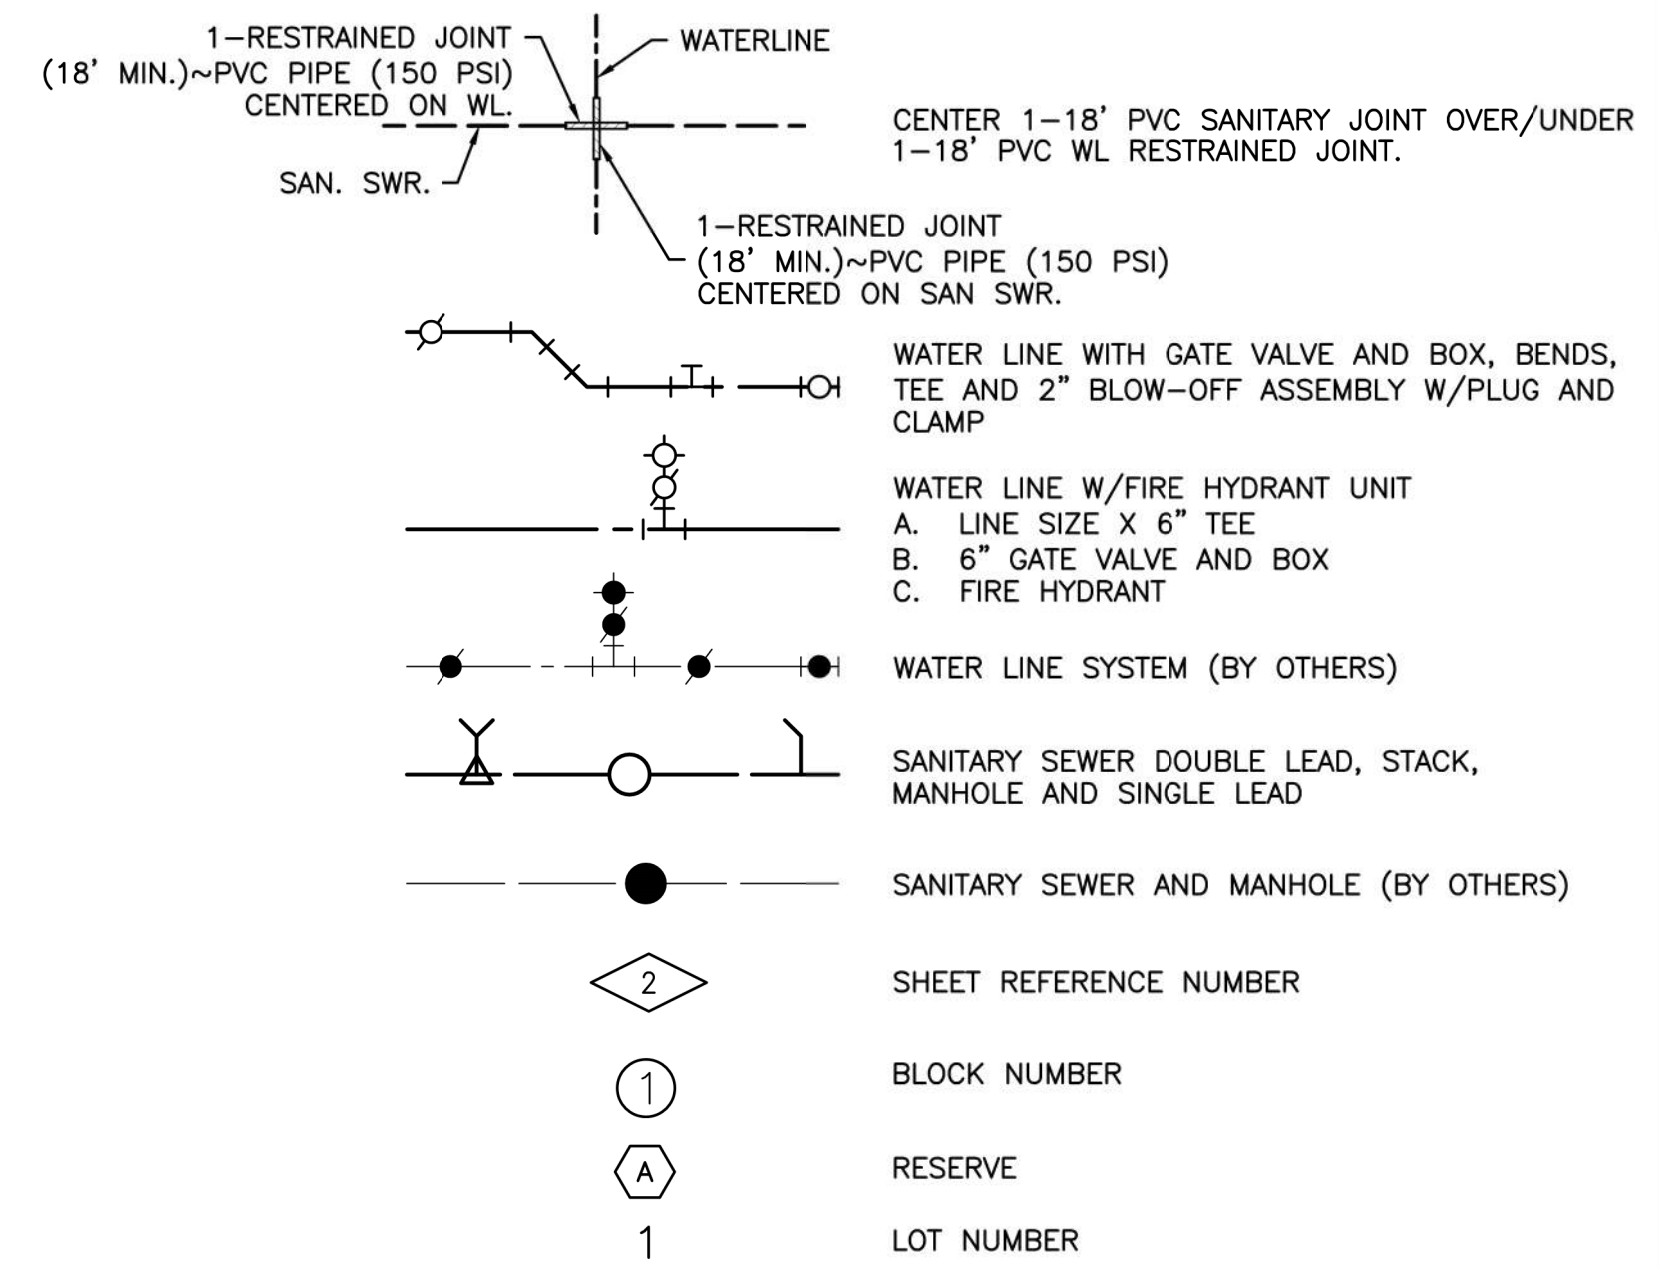 1-RESTRAINED JOINT
(18' MIN.)~PVC PIPE (150 PSI)
CENTERED ON WL.
WATERLINE
SAN. SWR.
1-RESTRAINED JOINT
(18' MIN.)~PVC PIPE (150 PSI)
CENTERED ON SAN SWR.
CENTER 1-18' PVC SANITARY JOINT OVER/UNDER
1-18' PVC WL RESTRAINED JOINT.
WATER LINE WITH GATE VALVE AND BOX, BENDS,
TEE AND 2" BLOW-OFF ASSEMBLY W/PLUG AND
CLAMP
WATER LINE W/FIRE HYDRANT UNIT
A. LINE SIZE X 6" TEE
B. 6" GATE VALVE AND BOX
C. FIRE HYDRANT
WATER LINE SYSTEM (BY OTHERS)
SANITARY SEWER DOUBLE LEAD, STACK,
MANHOLE AND SINGLE LEAD
SANITARY SEWER AND MANHOLE (BY OTHERS)
2 SHEET REFERENCE NUMBER
1 BLOCK NUMBER
A RESERVE
1 LOT NUMBER